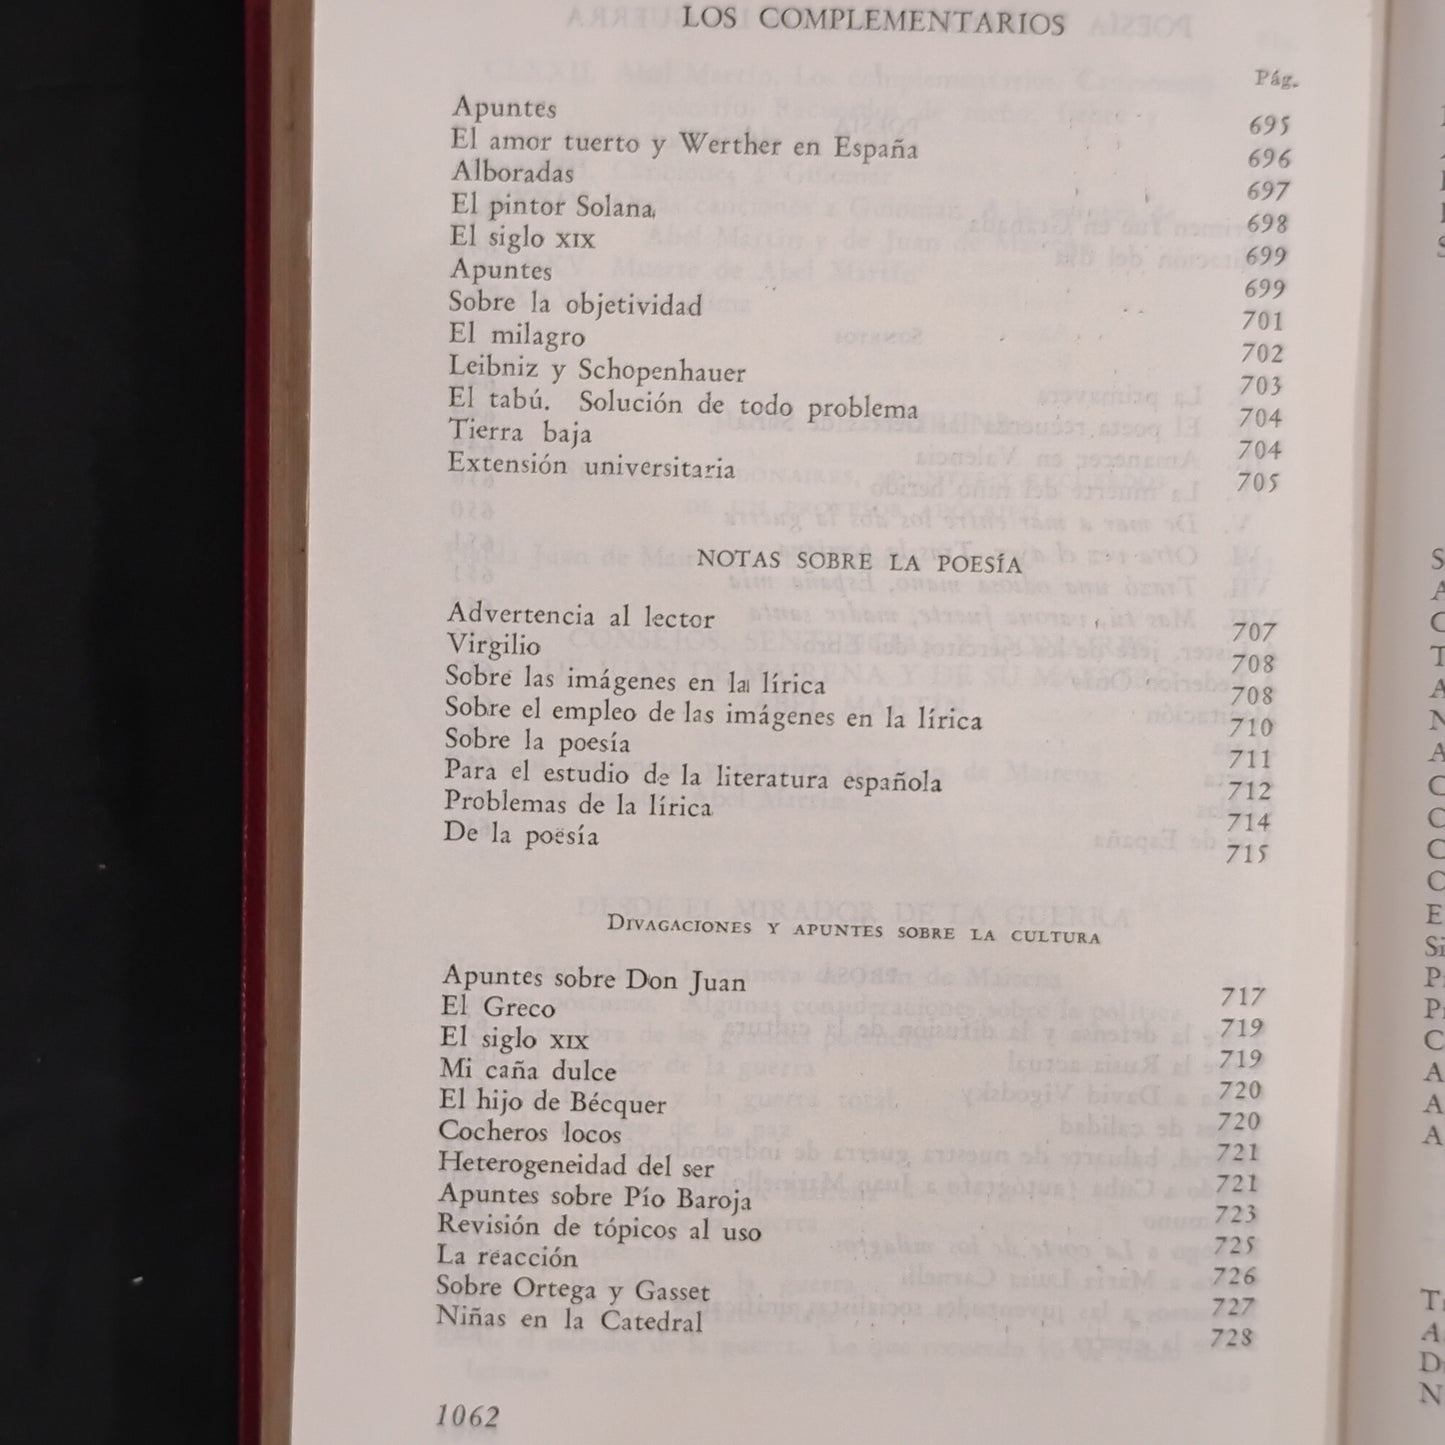 LOS COMPLEMENTARIOS
Pág.
Apuntes 695
El amor tuerto y Werther en España 696
Alboradas 697
El pintor Solana 698
El siglo XIX 699
Apuntes 699
Sobre la objetividad 701
El milagro 702
Leibniz y Schopenhauer 703
El tabú. Solución de todo problema 704
Tierra baja 704
Extensión universitaria 705
NOTAS SOBRE LA POESÍA
Advertencia al lector 707
Virgilio 708
Sobre las imágenes en la lírica 708
Sobre el empleo de las imágenes en la lírica 710
Sobre la poesía 711
Para el estudio de la literatura española 712
Problemas de la lírica 714
De la poesía 715
DIVAGACIONES Y APUNTES SOBRE LA CULTURA
Apuntes sobre Don Juan 717
El Greco 719
El siglo XIX 719
Mi caña dulce 720
El hijo de Bécquer 720
Cocheros locos 721
Heterogeneidad del ser 721
Apuntes sobre Pío Baroja 723
Revisión de tópicos al uso 725
La reacción 726
Sobre Ortega y Gasset 727
Niñas en la Catedral 728
1062